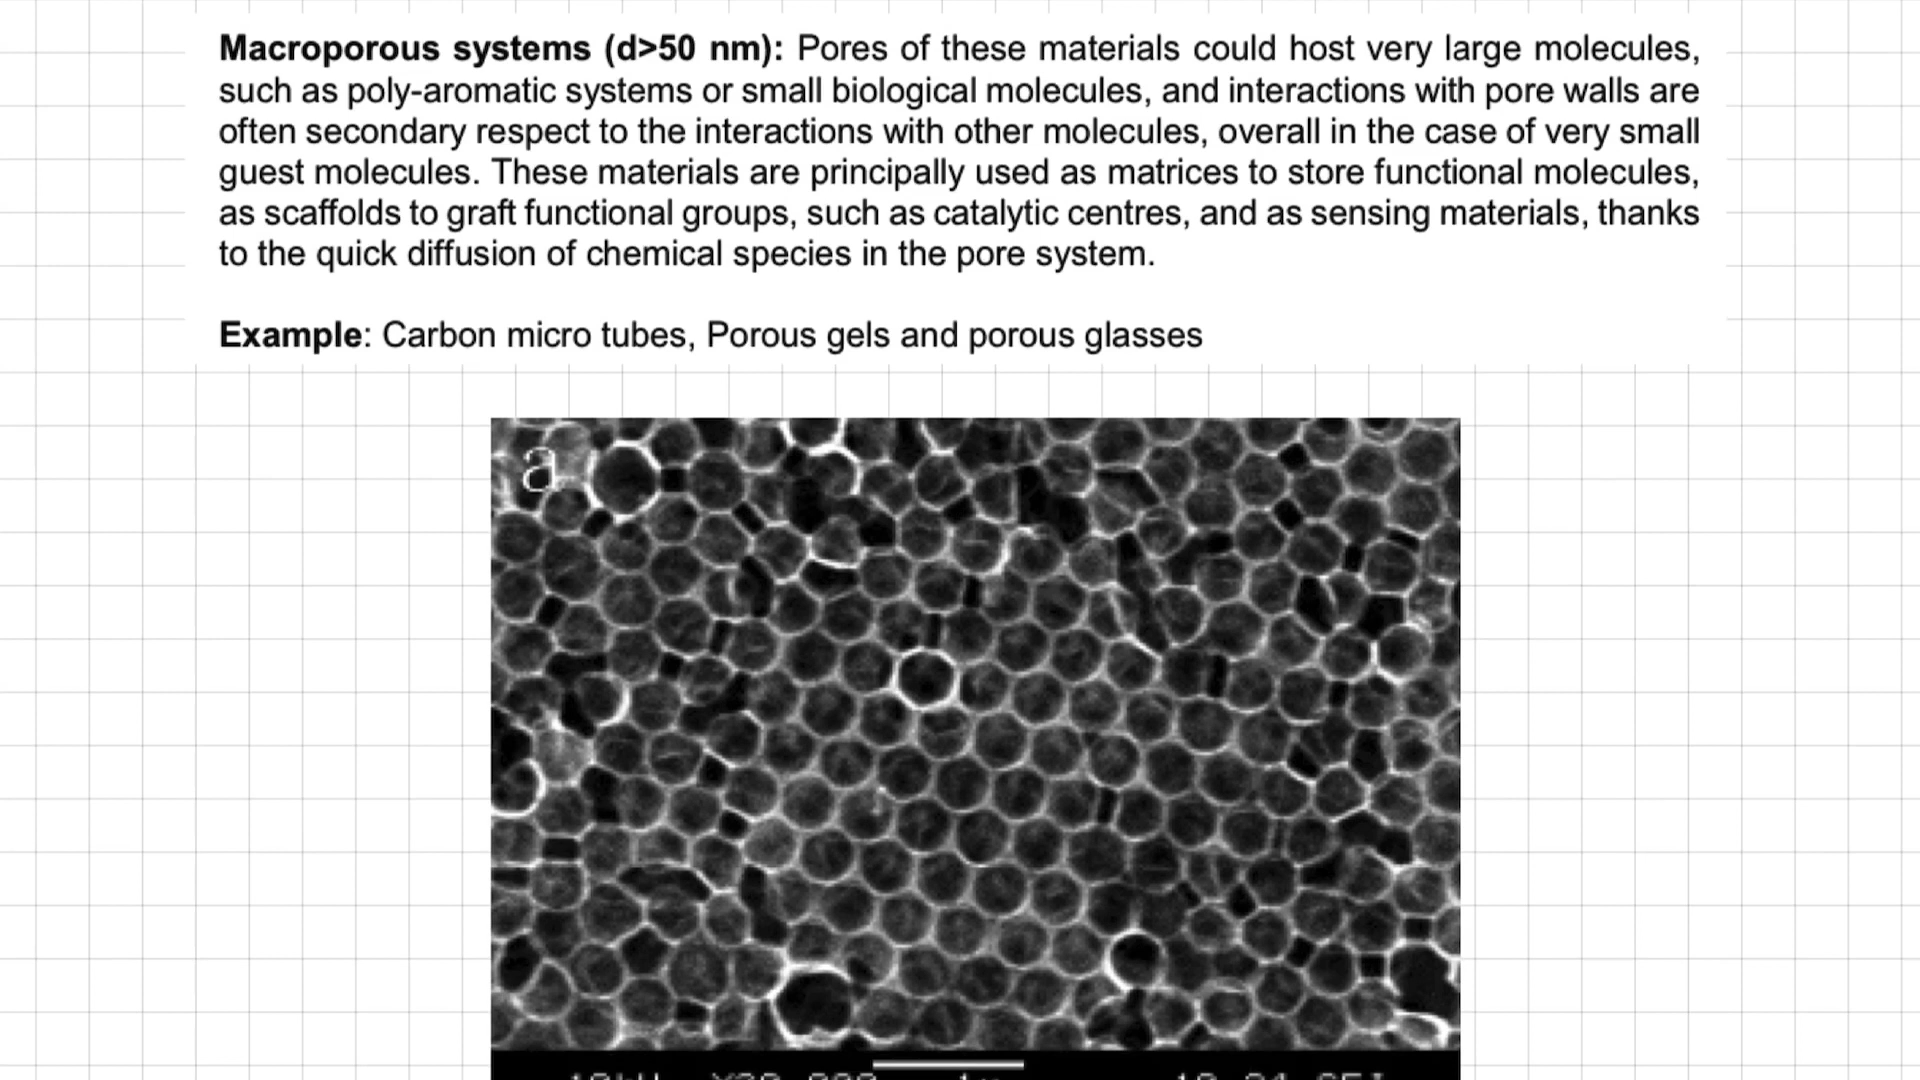 Macroporous systems (d>50 nm): Pores of these materials could host very large molecules,
such as poly-aromatic systems or small biological molecules, and interactions with pore walls are
often secondary respect to the interactions with other molecules, overall in the case of very small
guest molecules. These materials are principally used as matrices to store functional molecules,
as scaffolds to graft functional groups, such as catalytic centres, and as sensing materials, thanks
to the quick diffusion of chemical species in the pore system.
Example: Carbon micro tubes, Porous gels and porous glasses
a